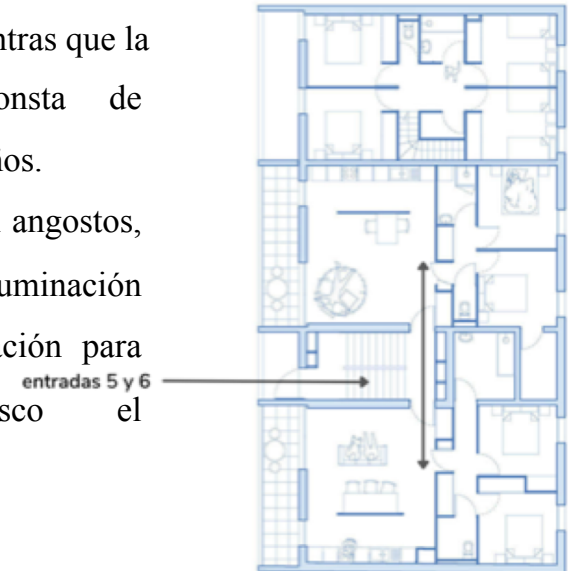 ntras que la
onsta de
ios.
angostos,
uminación
ación para
entradas 5 y 6
sco el